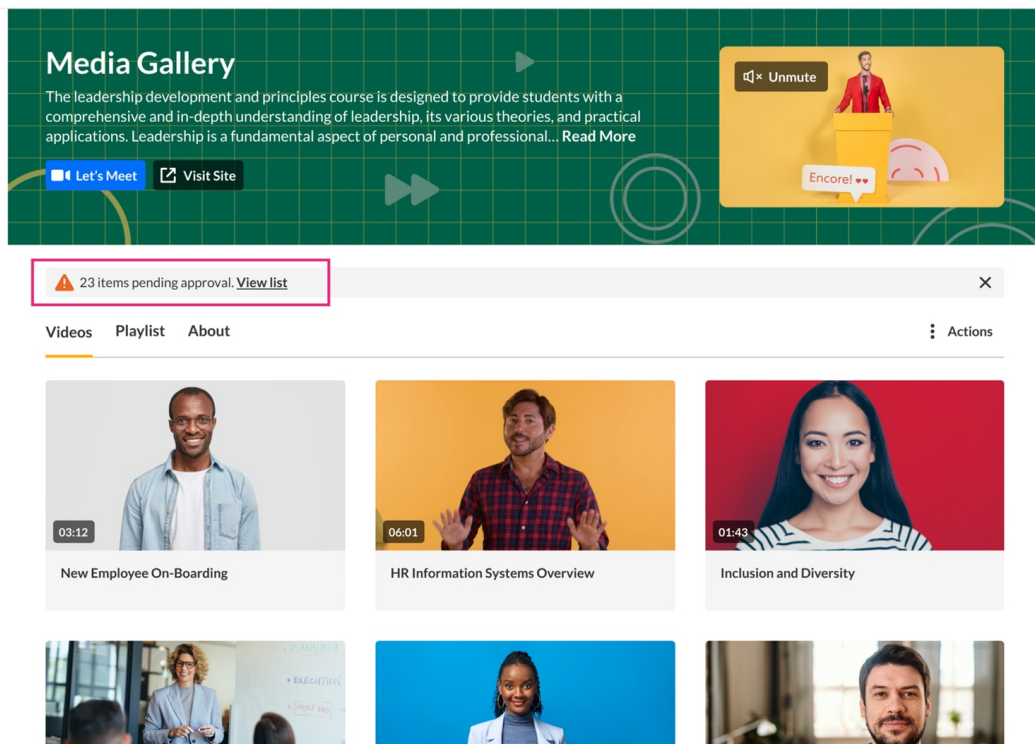 Media Gallery
The leadership development and principles course is designed to provide students with a
comprehensive and in-depth understanding of leadership, its various theories, and practical
applications. Leadership is a fundamental aspect of personal and professional... Read More
Let's Meet
Visit Site
Unmute
Encore!
23 items pending approval. View list
Videos
Playlist
About
Actions
03:12
06:01
01:43
New Employee On-Boarding
HR Information Systems Overview
Inclusion and Diversity
EXECUTION